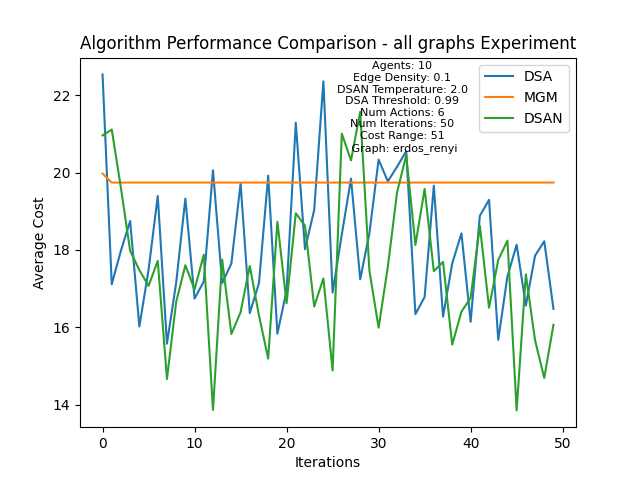 Algorithm Performance Comparison - all graphs Experiment
Agents: 10
Edge Density: 0.1
DSAN Temperature: 2.0
DSA Threshold: 0.99
Num Actions: 6
Num Iterations: 50
Cost Range: 51
Graph: erdos_renyi
DSA
MGM
DSAN
Average Cost
22
20
18
16
14
0
10
20
30
40
50
Iterations